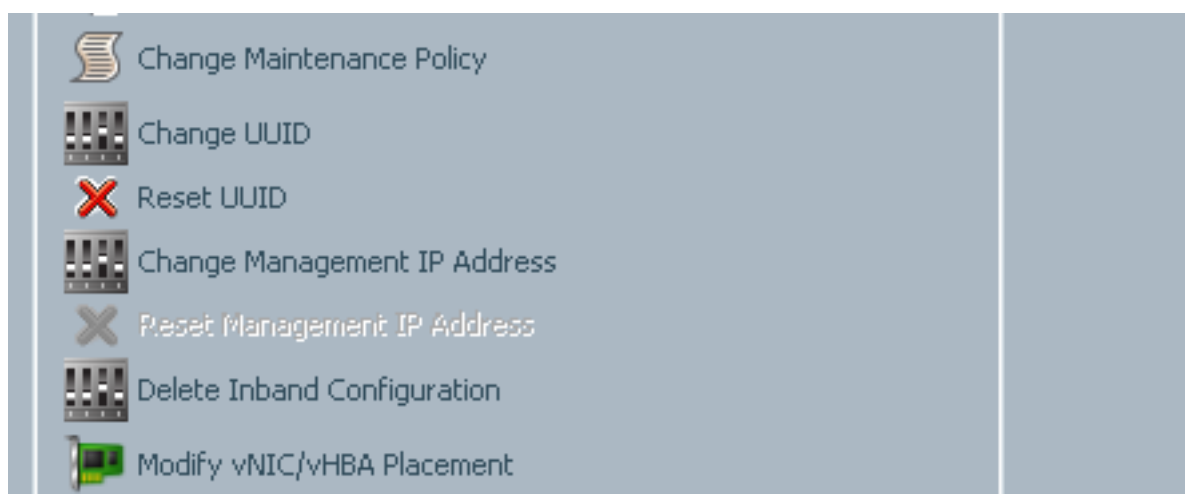 Change Maintenance Policy
Change UUID
Reset UUID
Change Management IP Address
Reset Management IP Address
Delete Inband Configuration
Modify vNIC/vHBA Placement